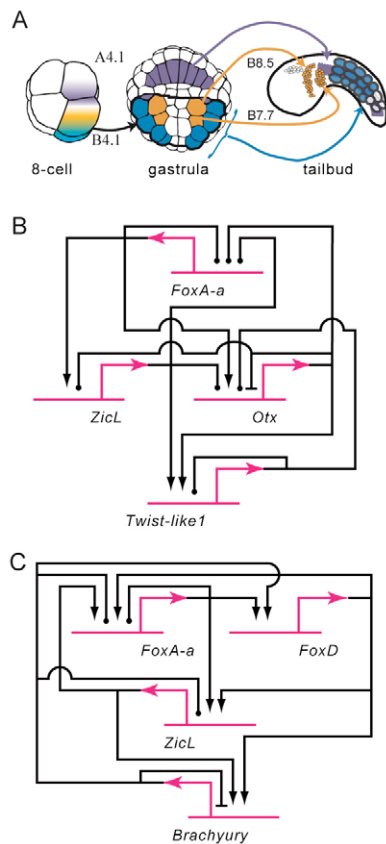 A
A4.1
B8.5
B7.7
B4.1
8-cell gastrula tailbud
B
FoxA-a
ZicL Otx
Twist-like1
C
FoxA-a FoxD
ZicL
Brachyury